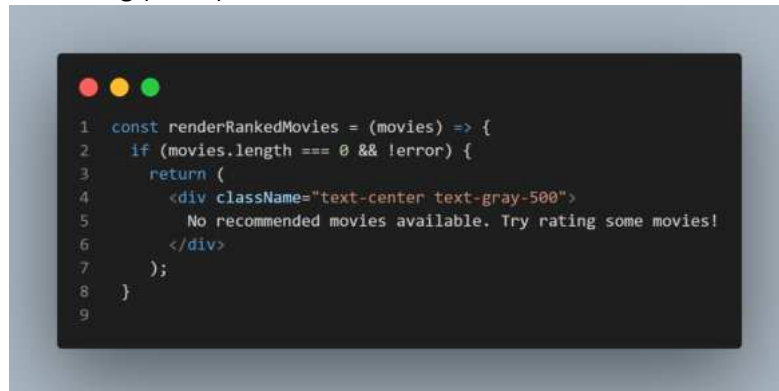 1 const renderRankedMovies = (movies) => {
2 if (movies.length === 0 && !error) {
3 return (
4 <div className="text-center text-gray-500">
5 No recommended movies available. Try rating some movies!
6 </div>
7 );
8 }
9